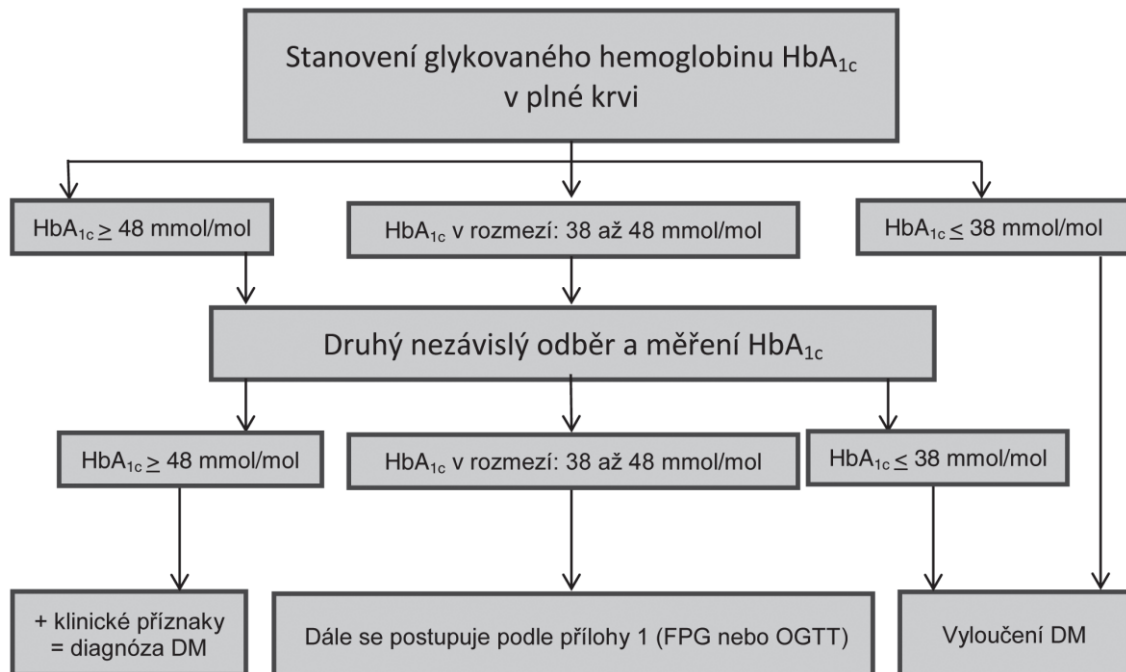 Stanovení glykovaného hemoglobinu HbA1c
v plné krvi
HbA1c ≥ 48 mmol/mol
HbA1c v rozmezí: 38 až 48 mmol/mol
HbA1c ≤ 38 mmol/mol
Druhý nezávislý odběr a měření HbA1c
HbA1c ≥ 48 mmol/mol
HbA1c v rozmezí: 38 až 48 mmol/mol
HbA1c ≤ 38 mmol/mol
+ klinické příznaky
= diagnóza DM
Dále se postupuje podle přílohy 1 (FPG nebo OGTT)
Vyloučení DM